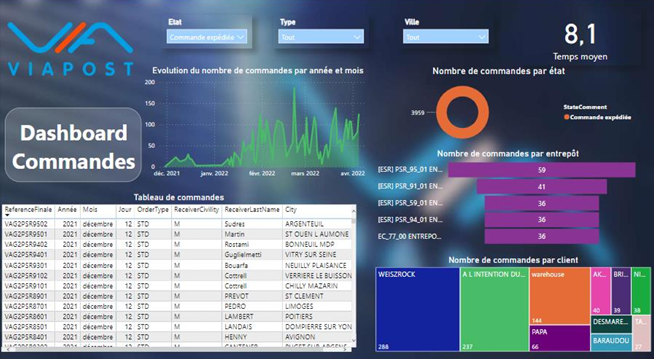 VIAPOST
Dashboard
Commandes
Etat
Commande expédiée
Type
Tout
Ville
Tout
8,1
Temps moyen
Evolution du nombre de commandes par année et mois
200
150
100
50
0
déc. 2021 janv. 2022 févr. 2022 mars 2022 avr. 2022
Nombre de commandes par état
3959
StateComment
Commande expédiée
Nombre de commandes par entrepôt
[ESR] PSR_95_01 EN... 59
[ESR] PSR_91_01 EN... 41
[ESR] PSR_59_01 EN... 36
[ESR] PSR_94_01 EN... 36
EC_77_00 ENTREPO... 36
Tableau de commandes
ReferenceFinale Année Mois Jour OrderType ReceiverCivility ReceiverLastName City
VAG2PSR9502 2021 décembre 12 STD M Sudres ARGENTEUIL
VAG2PSR9501 2021 décembre 12 STD M Martin ST OUEN L AUMONE
VAG2PSR9402 2021 décembre 12 STD M Rostami BONNEUIL MDP
VAG2PSR9401 2021 décembre 12 STD M Guglielmetti VITRY SUR SEINE
VAG2PSR9301 2021 décembre 12 STD M Bouarfa NEUILLY PLAISANCE
VAG2PSR9102 2021 décembre 12 STD M Cottrell VERRIERE LE BUISSON
VAG2PSR9101 2021 décembre 12 STD M Cottrell CHILLY MAZARIN
VAG2PSR8901 2021 décembre 12 STD M PREVOT ST CLEMENT
VAG2PSR8701 2021 décembre 12 STD M PEDRO LIMOGES
VAG2PSR8601 2021 décembre 12 STD M LAMBERT POITIERS
VAG2PSR8501 2021 décembre 12 STD M LANDAIS DOMPIERRE SUR YON
VAG2PSR8401 2021 décembre 12 STD M HENNY AVIGNON
Nombre de commandes par client
WEISZROCK
288
A L INTENTION DU...
237
warehouse
144
PAPA
66
AK...
40
BRI...
39
NI...
38
DESMARE...
BARAUDOU
TA...
27